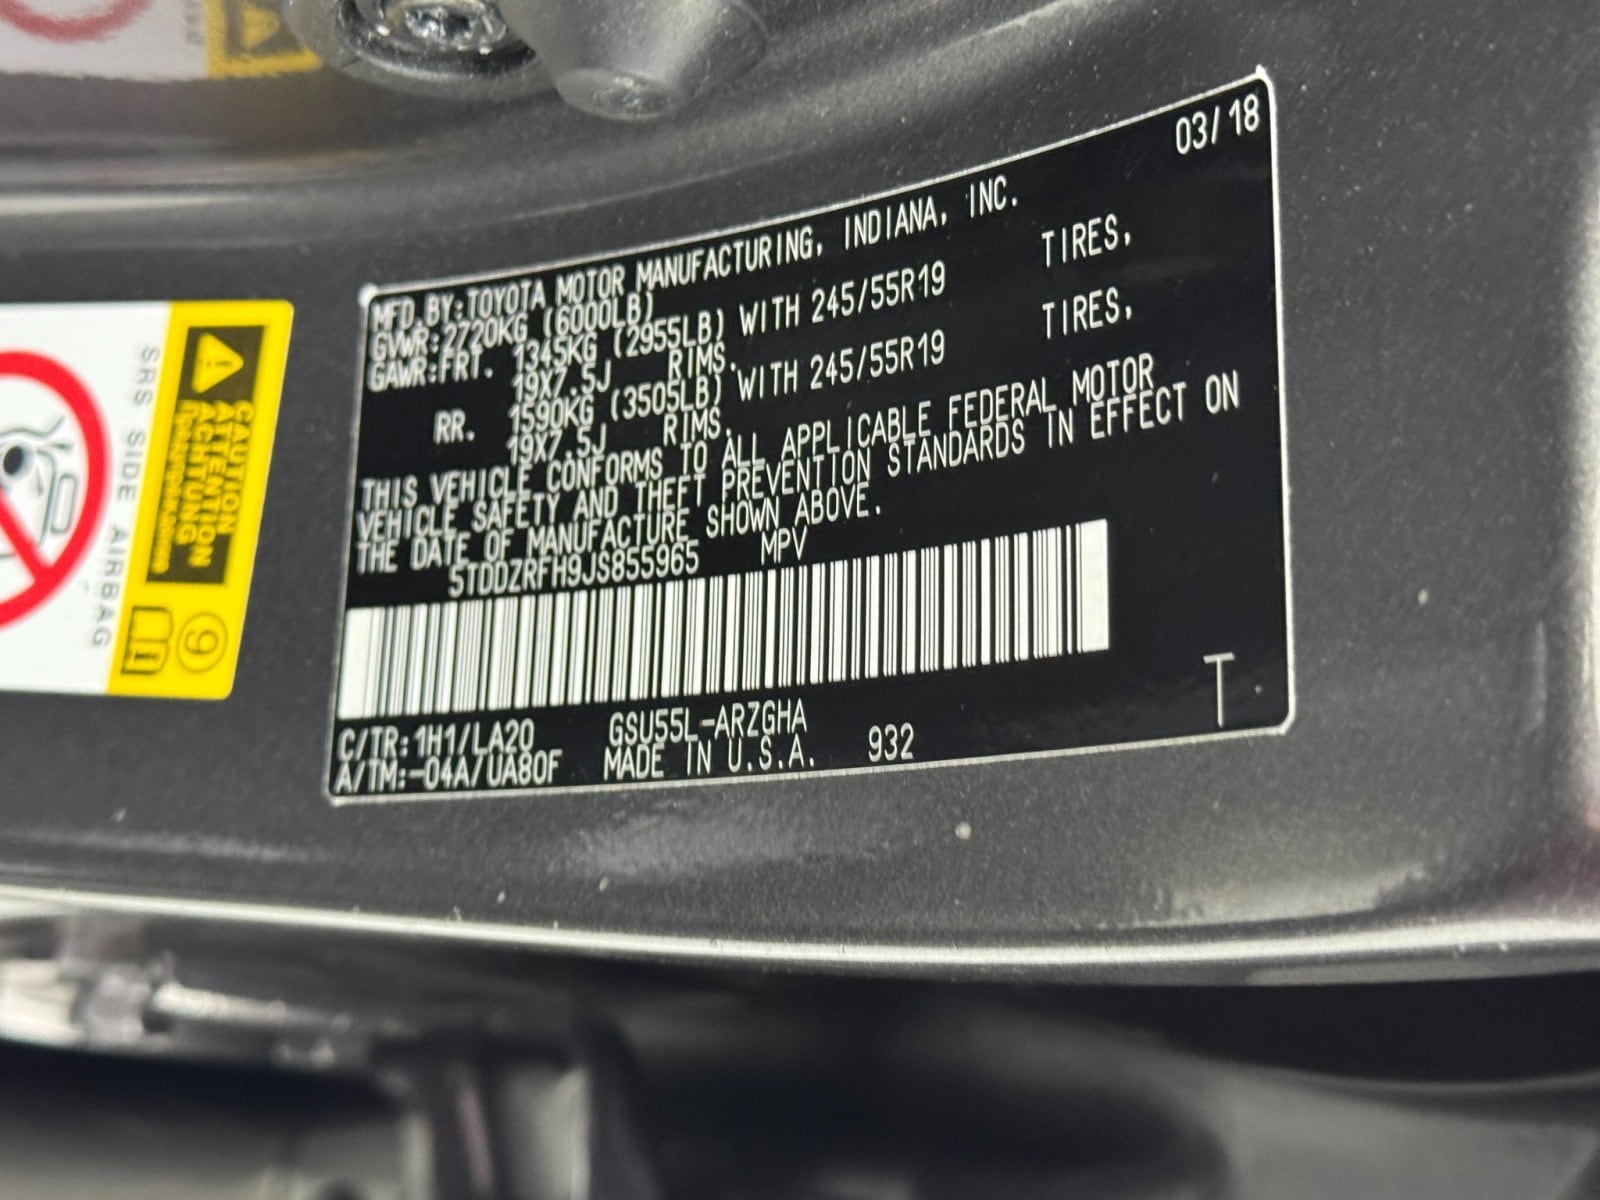 03/18
MFD.BY:TOYOTA MOTOR MANUFACTURING, INDIANA, INC.
GVWR:2720KG (6000LB)
GAWR:FRT. 1345KG (2955LB) WITH 245/55R19 TIRES,
19X7.5J RIMS.
RR. 1590KG (3505LB) WITH 245/55R19 TIRES,
19X7.5J RIMS.
THIS VEHICLE CONFORMS TO ALL APPLICABLE FEDERAL MOTOR
VEHICLE SAFETY AND THEFT PREVENTION STANDARDS IN EFFECT ON
THE DATE OF MANUFACTURE SHOWN ABOVE.
5TDDZRFH9JS855965 MPV
T
C/TR:1H1/LA20 GSU55L-ARZGHA
A/TM:-04A/UA80F MADE IN U.S.A. 932
CAUTION
ATTENTION
ACHTUNG
SRS SIDE AIRBAG
9